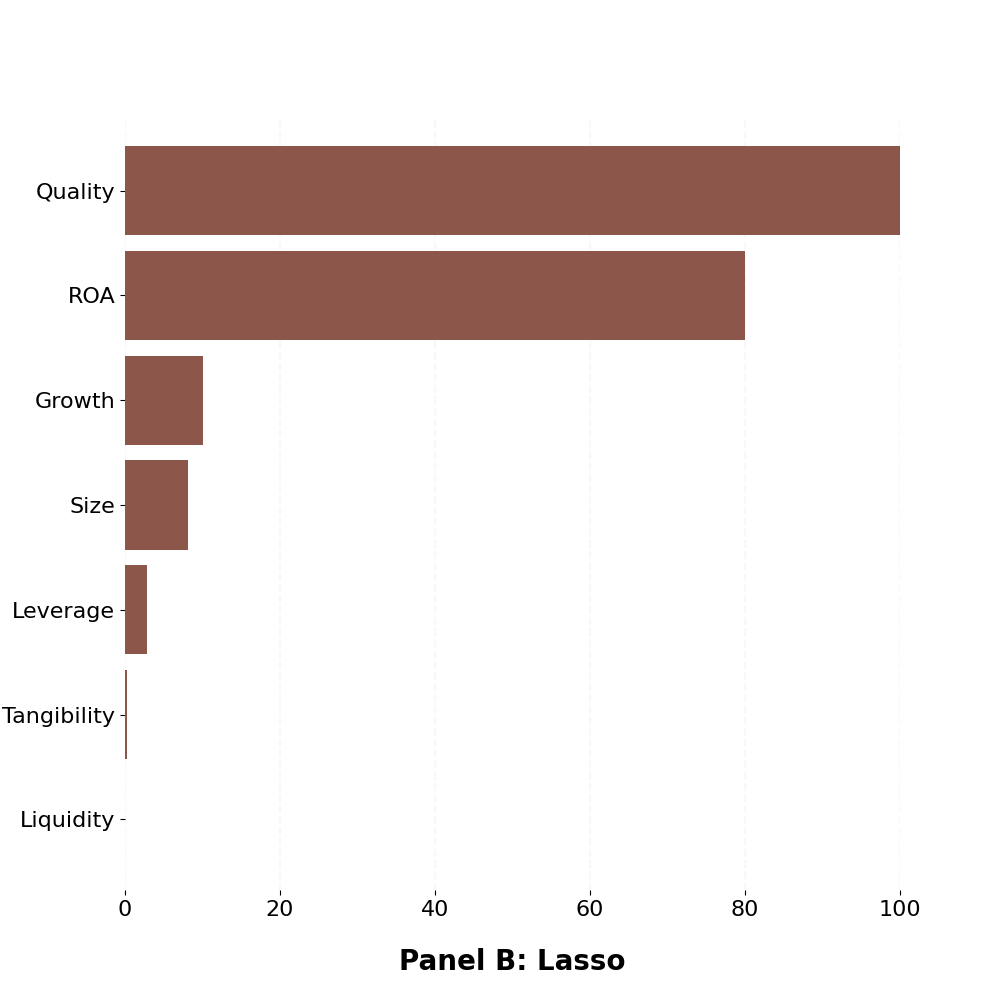 Quality
ROA
Growth
Size
Leverage
Tangibility
Liquidity
0 20 40 60 80 100
Panel B: Lasso